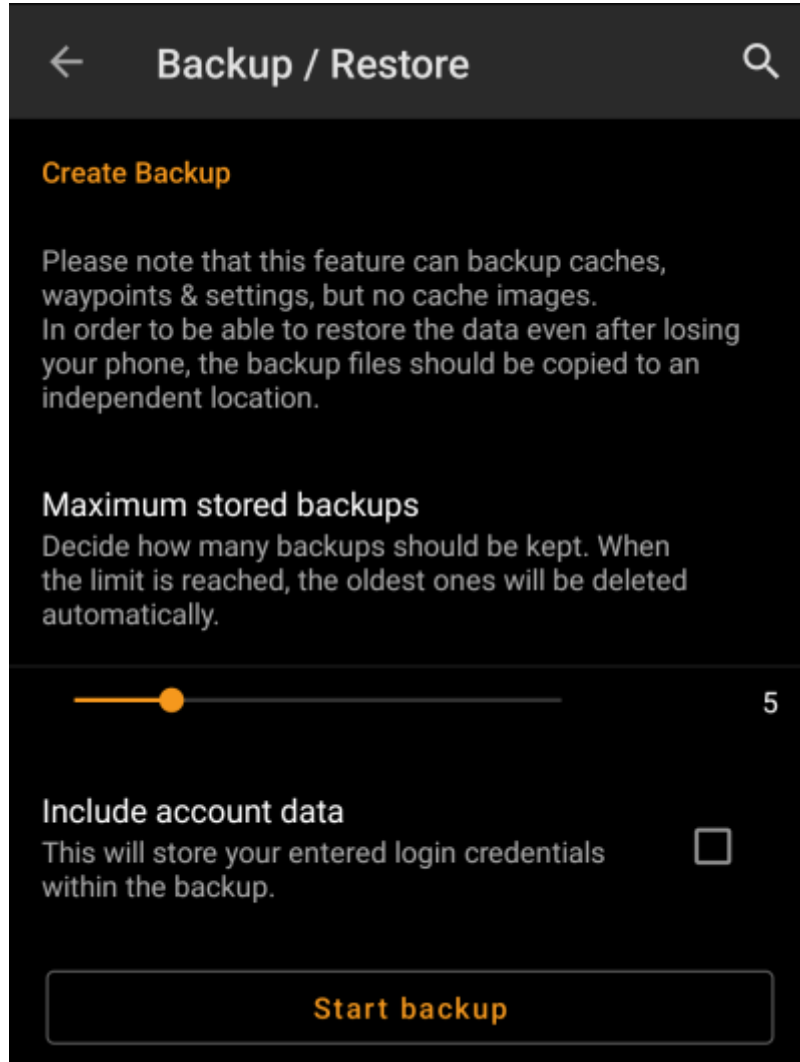 Backup / Restore
Create Backup
Please note that this feature can backup caches,
waypoints & settings, but no cache images.
In order to be able to restore the data even after losing
your phone, the backup files should be copied to an
independent location.
Maximum stored backups
Decide how many backups should be kept. When
the limit is reached, the oldest ones will be deleted
automatically.
5
Include account data
This will store your entered login credentials
within the backup.
Start backup